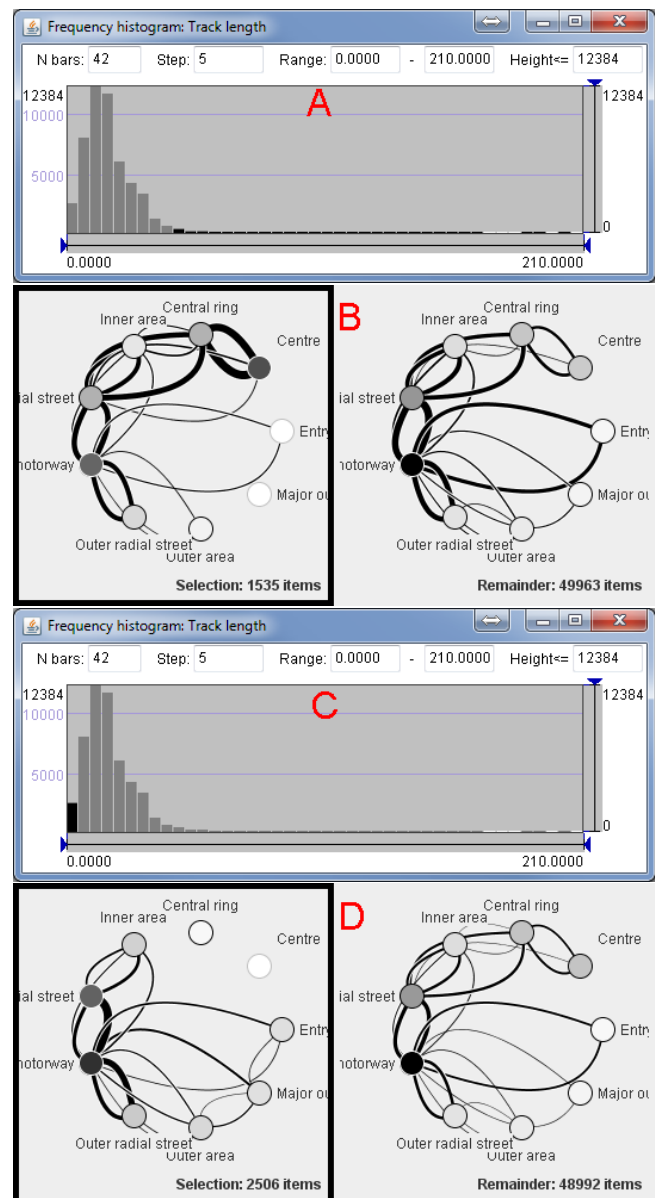 Frequency histogram: Track length
N bars: 42 Step: 5 Range: 0.0000 - 210.0000 Height<= 12384
12384 A 12384
10000
5000
0
0.0000 210.0000
Central ring B
Inner area
Centre
ial street
Entry
notorway
Major ou
Outer radial street
Outer area
Selection: 1535 items
Central ring
Inner area
Centre
ial street
Entry
notorway
Major ou
Outer radial street
Outer area
Remainder: 49963 items
Frequency histogram: Track length
N bars: 42 Step: 5 Range: 0.0000 - 210.0000 Height<= 12384
12384 C 12384
10000
5000
0
0.0000 210.0000
Central ring D
Inner area
Centre
ial street
Entry
notorway
Major ou
Outer radial street
Outer area
Selection: 2506 items
Central ring
Inner area
Centre
ial street
Entry
notorway
Major ou
Outer radial street
Outer area
Remainder: 48992 items